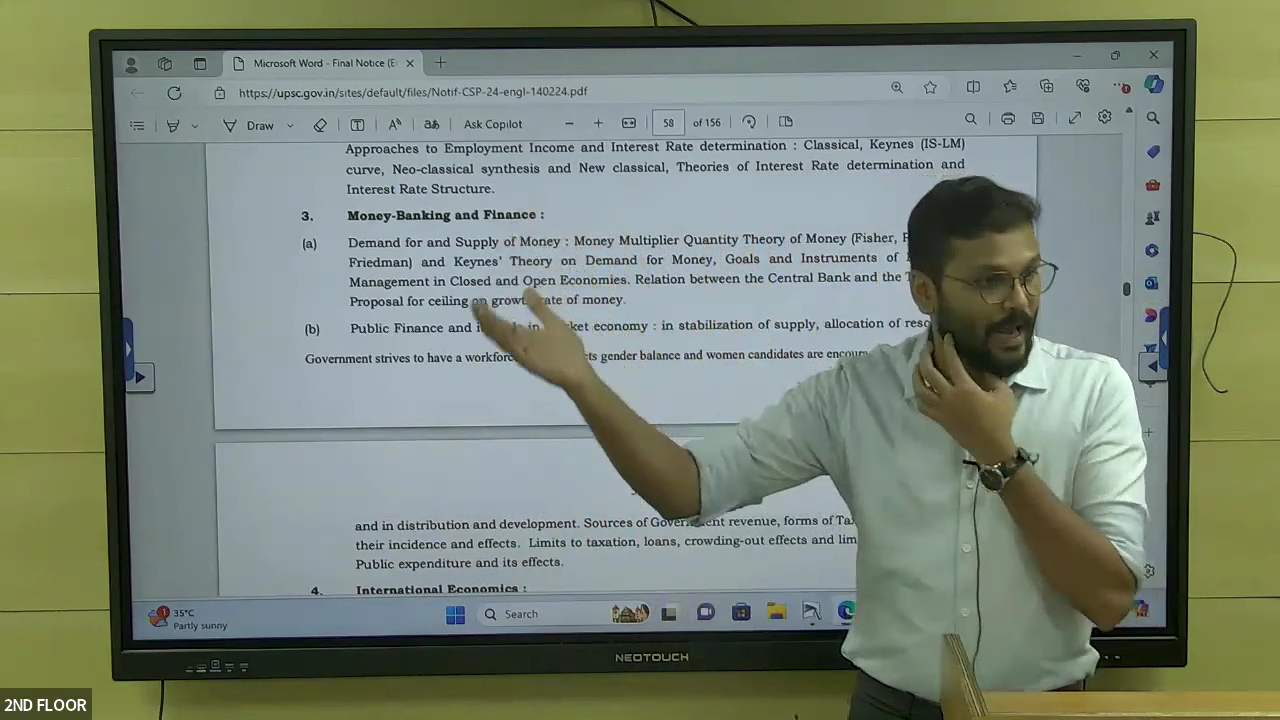 Microsoft Word - Final Notice (E
https://upsc.gov.in/sites/default/files/Notif-CSP-24-engl-140224.pdf
Draw
Ask Copilot
58 of 156
Approaches to Employment Income and Interest Rate determination : Classical, Keynes (IS-LM)
curve, Neo-classical synthesis and New classical, Theories of Interest Rate determination and
Interest Rate Structure.
3. Money-Banking and Finance :
(a) Demand for and Supply of Money : Money Multiplier Quantity Theory of Money (Fisher,
Friedman) and Keynes' Theory on Demand for Money, Goals and Instruments of
Management in Closed and Open Economies. Relation between the Central Bank and the
Proposal for ceiling on growth rate of money.
(b) Public Finance and in market economy : in stabilization of supply, allocation of
Government strives to have a gender balance and women candidates are
and in distribution and development. Sources of Government revenue, forms of
their incidence and effects. Limits to taxation, loans, crowding-out effects and
Public expenditure and its effects.
4. International Economics :
35°C
Partly sunny
Search
NEOTOUCH
2ND FLOOR